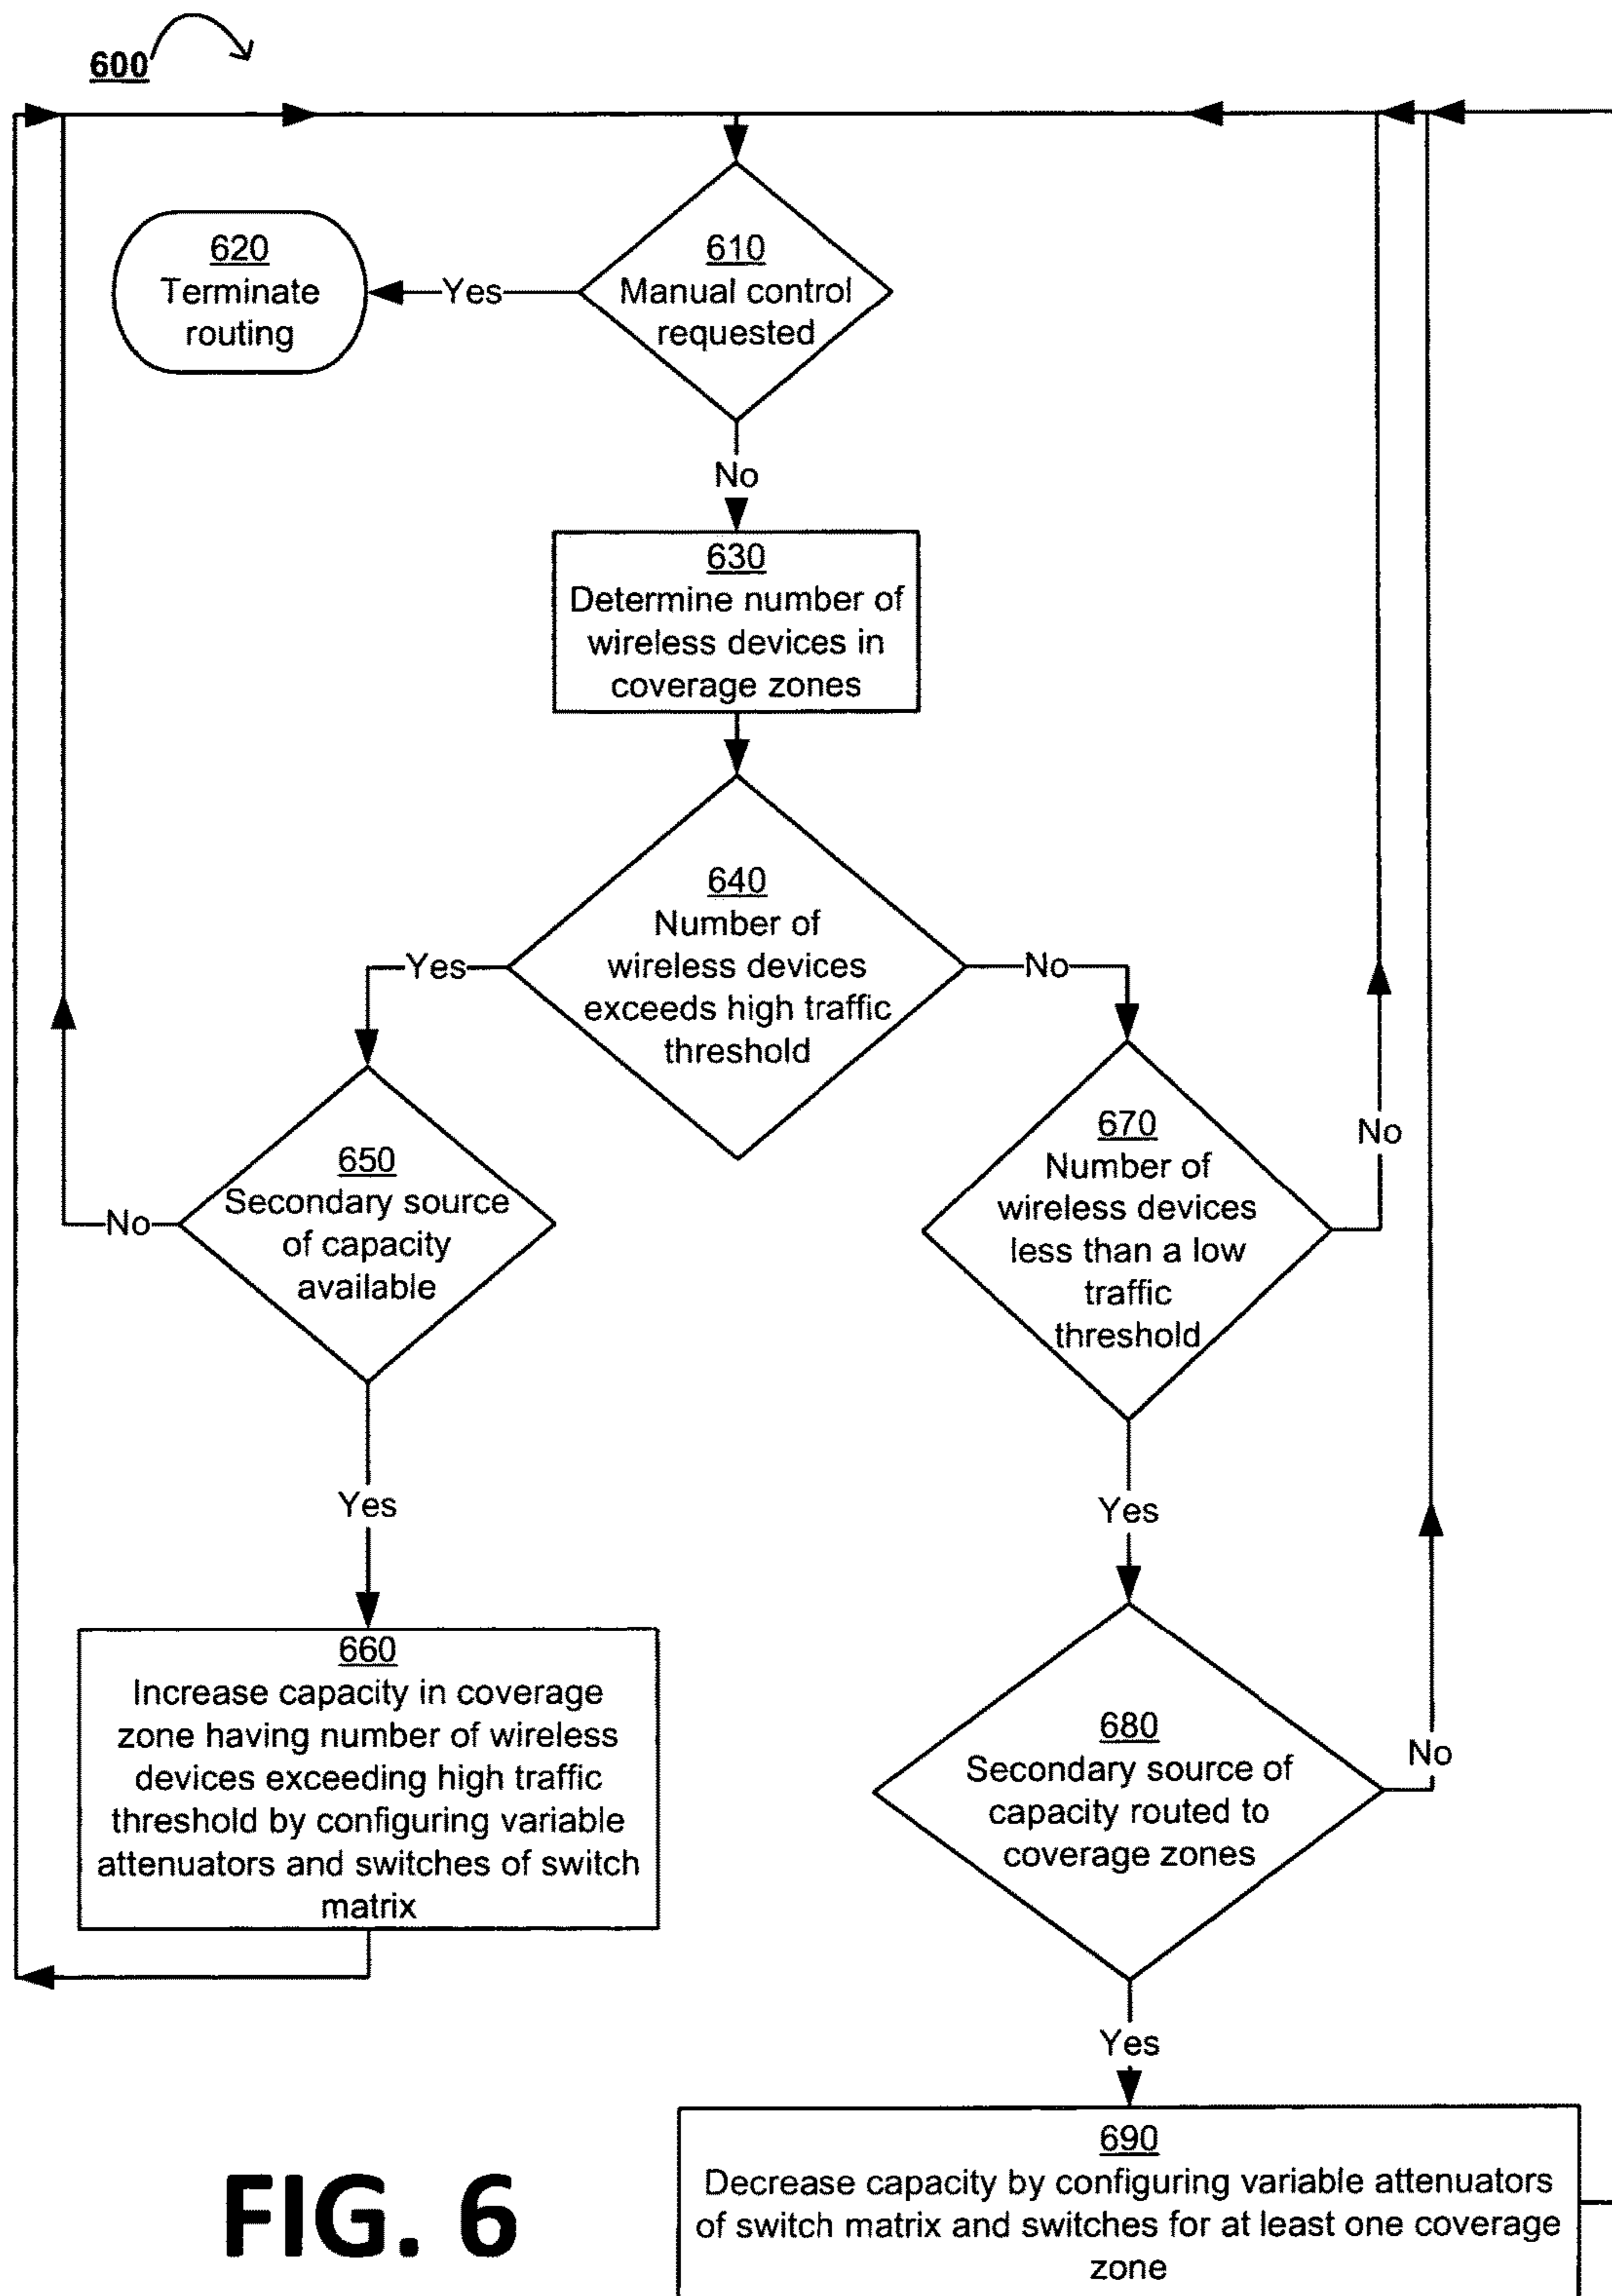 600
620
Terminate
routing
Yes
610
Manual control
requested
No
630
Determine number of
wireless devices in
coverage zones
640
Number of
wireless devices
exceeds high traffic
threshold
Yes
No
650
Secondary source
of capacity
available
No
670
Number of
wireless devices
less than a low
traffic
threshold
No
Yes
Yes
660
Increase capacity in coverage
zone having number of wireless
devices exceeding high traffic
threshold by configuring variable
attenuators and switches of switch
matrix
680
Secondary source of
capacity routed to
coverage zones
No
Yes
690
Decrease capacity by configuring variable attenuators
of switch matrix and switches for at least one coverage
zone
FIG. 6